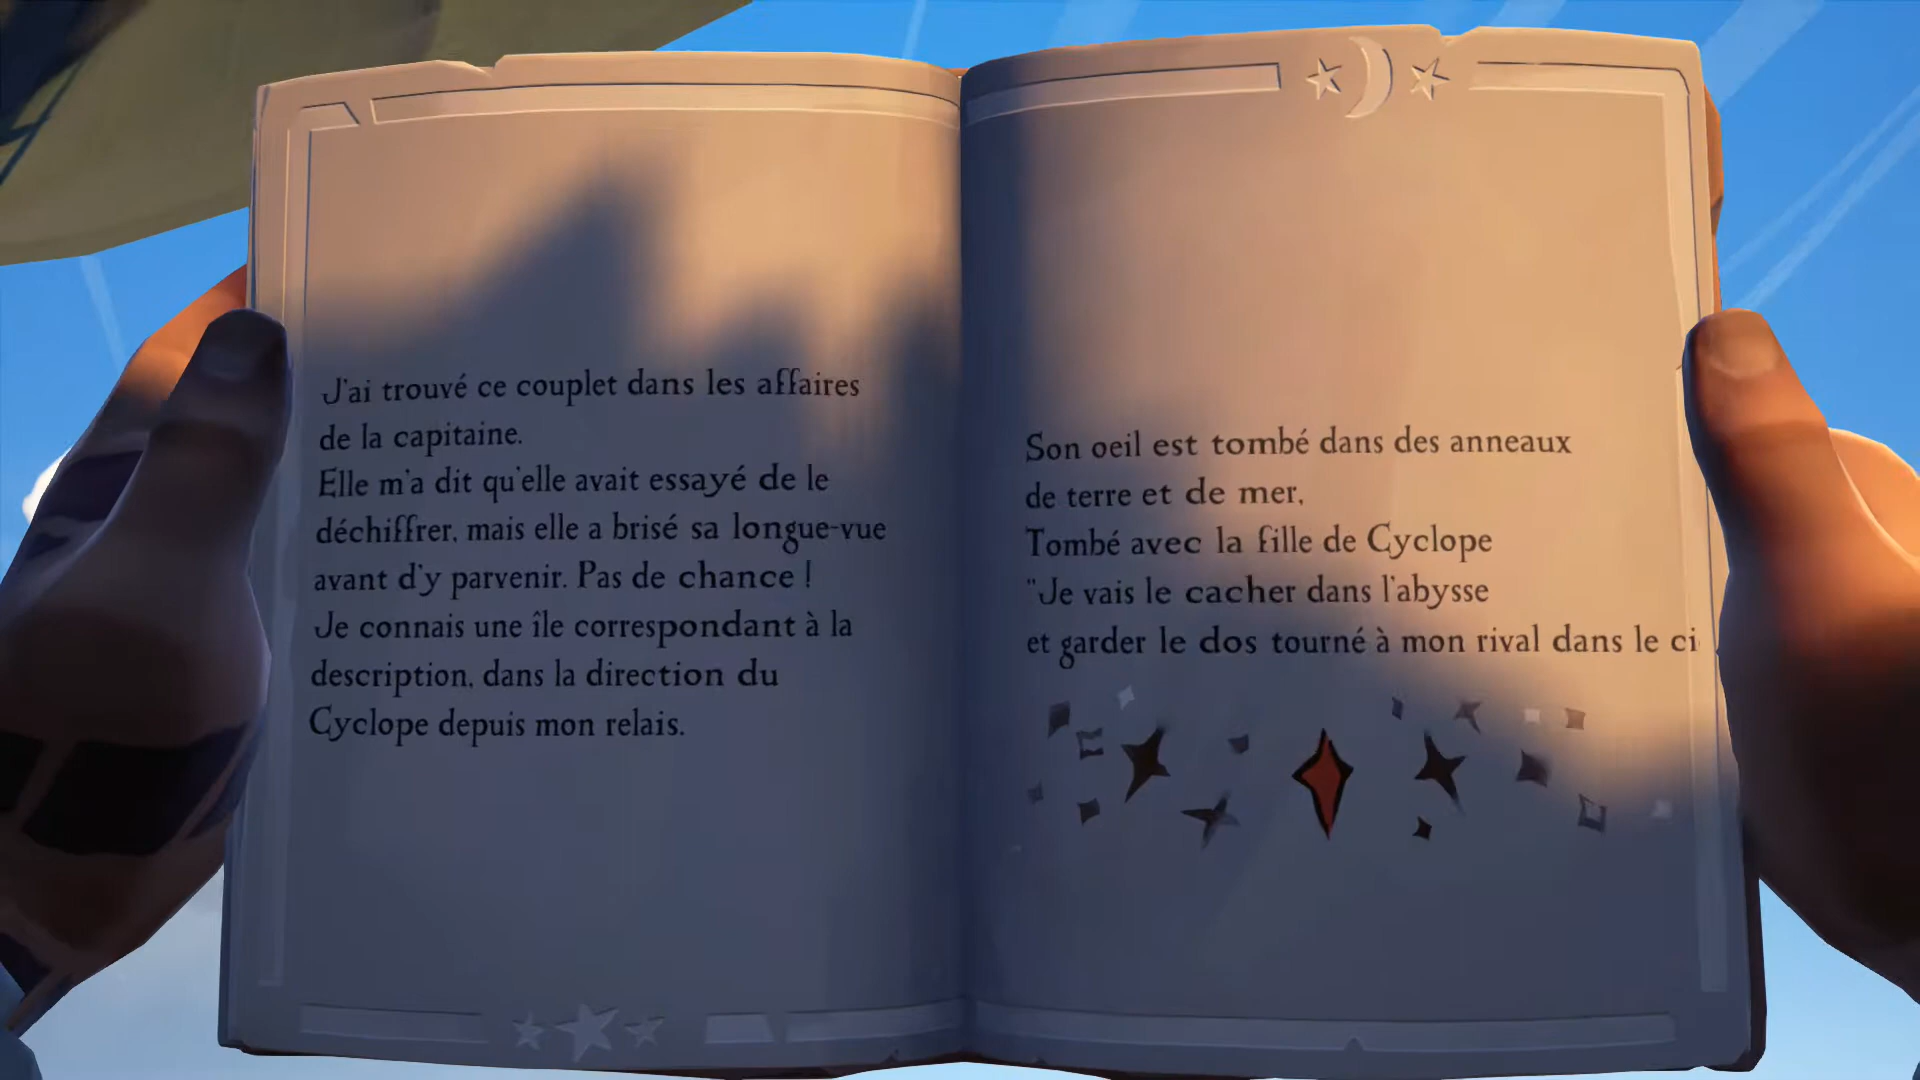 J'ai trouvé ce couplet dans les affaires
de la capitaine.
Elle m'a dit qu'elle avait essayé de le
déchiffrer, mais elle a brisé sa longue-vue
avant d'y parvenir. Pas de chance !
Je connais une île correspondant à la
description, dans la direction du
Cyclope depuis mon relais.
Son oeil est tombé dans des anneaux
de terre et de mer,
Tombé avec la fille de Cyclope
"Je vais le cacher dans l'abysse
et garder le dos tourné à mon rival dans le ci